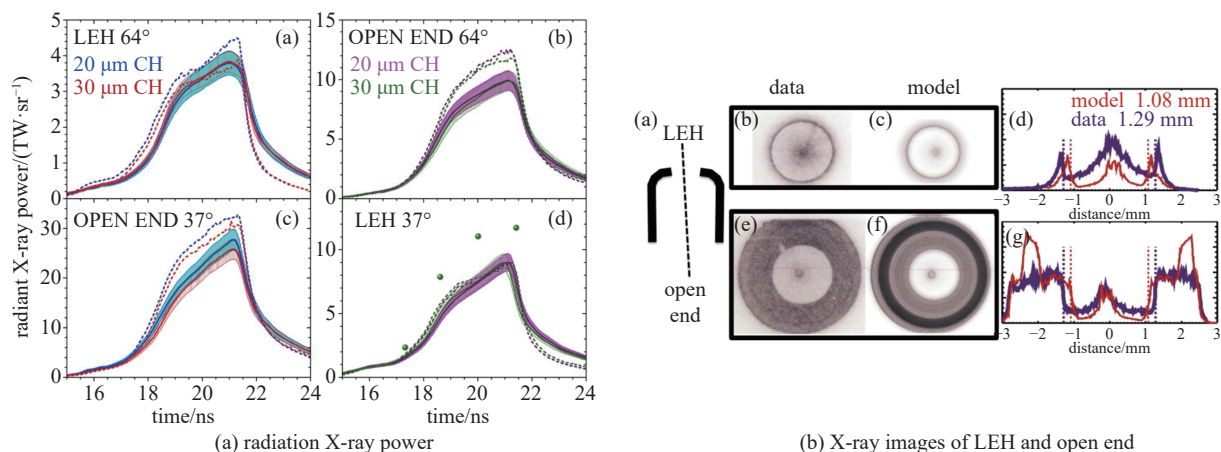 radiant X-ray power/(TW·sr⁻¹)
5
4
3
2
1
0
LEH 64° (a)
20 μm CH
30 μm CH
15
10
5
0
OPEN END 64° (b)
20 μm CH
30 μm CH
30
25
20
15
10
5
0
OPEN END 37° (c)
16 18 20 22 24
time/ns
15
10
5
0
LEH 37° (d)
16 18 20 22 24
time/ns
(a) radiation X-ray power
data model
(a) LEH
open
end
(b)
(c)
(d)
model 1.08 mm
data 1.29 mm
−3 −2 −1 0 1 2 3
distance/mm
(e)
(f)
(g)
−3 −2 −1 0 1 2 3
distance/mm
(b) X-ray images of LEH and open end